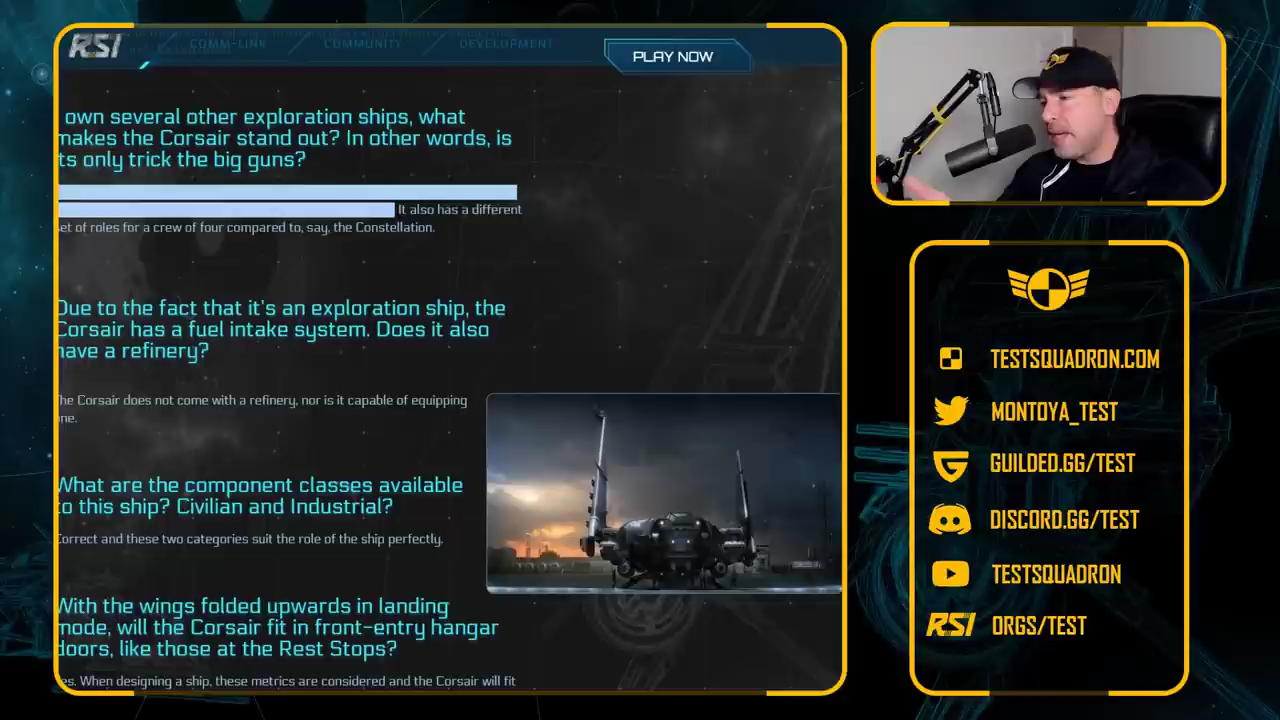 RSI
COMM-LINK
COMMUNITY
DEVELOPMENT
PLAY NOW
own several other exploration ships, what
makes the Corsair stand out? In other words, is
ts only trick the big guns?
It also has a different
set of roles for a crew of four compared to, say, the Constellation.
Due to the fact that it's an exploration ship, the
Corsair has a fuel intake system. Does it also
have a refinery?
The Corsair does not come with a refinery, nor is it capable of equipping
one.
What are the component classes available
to this ship? Civilian and Industrial?
Correct and these two categories suit the role of the ship perfectly.
With the wings folded upwards in landing
mode, will the Corsair fit in front-entry hangar
doors, like those at the Rest Stops?
es. When designing a ship, these metrics are considered and the Corsair will fit
TESTSQUADRON.COM
MONTOYA_TEST
GUILDED.GG/TEST
DISCORD.GG/TEST
TESTSQUADRON
RSI ORGS/TEST